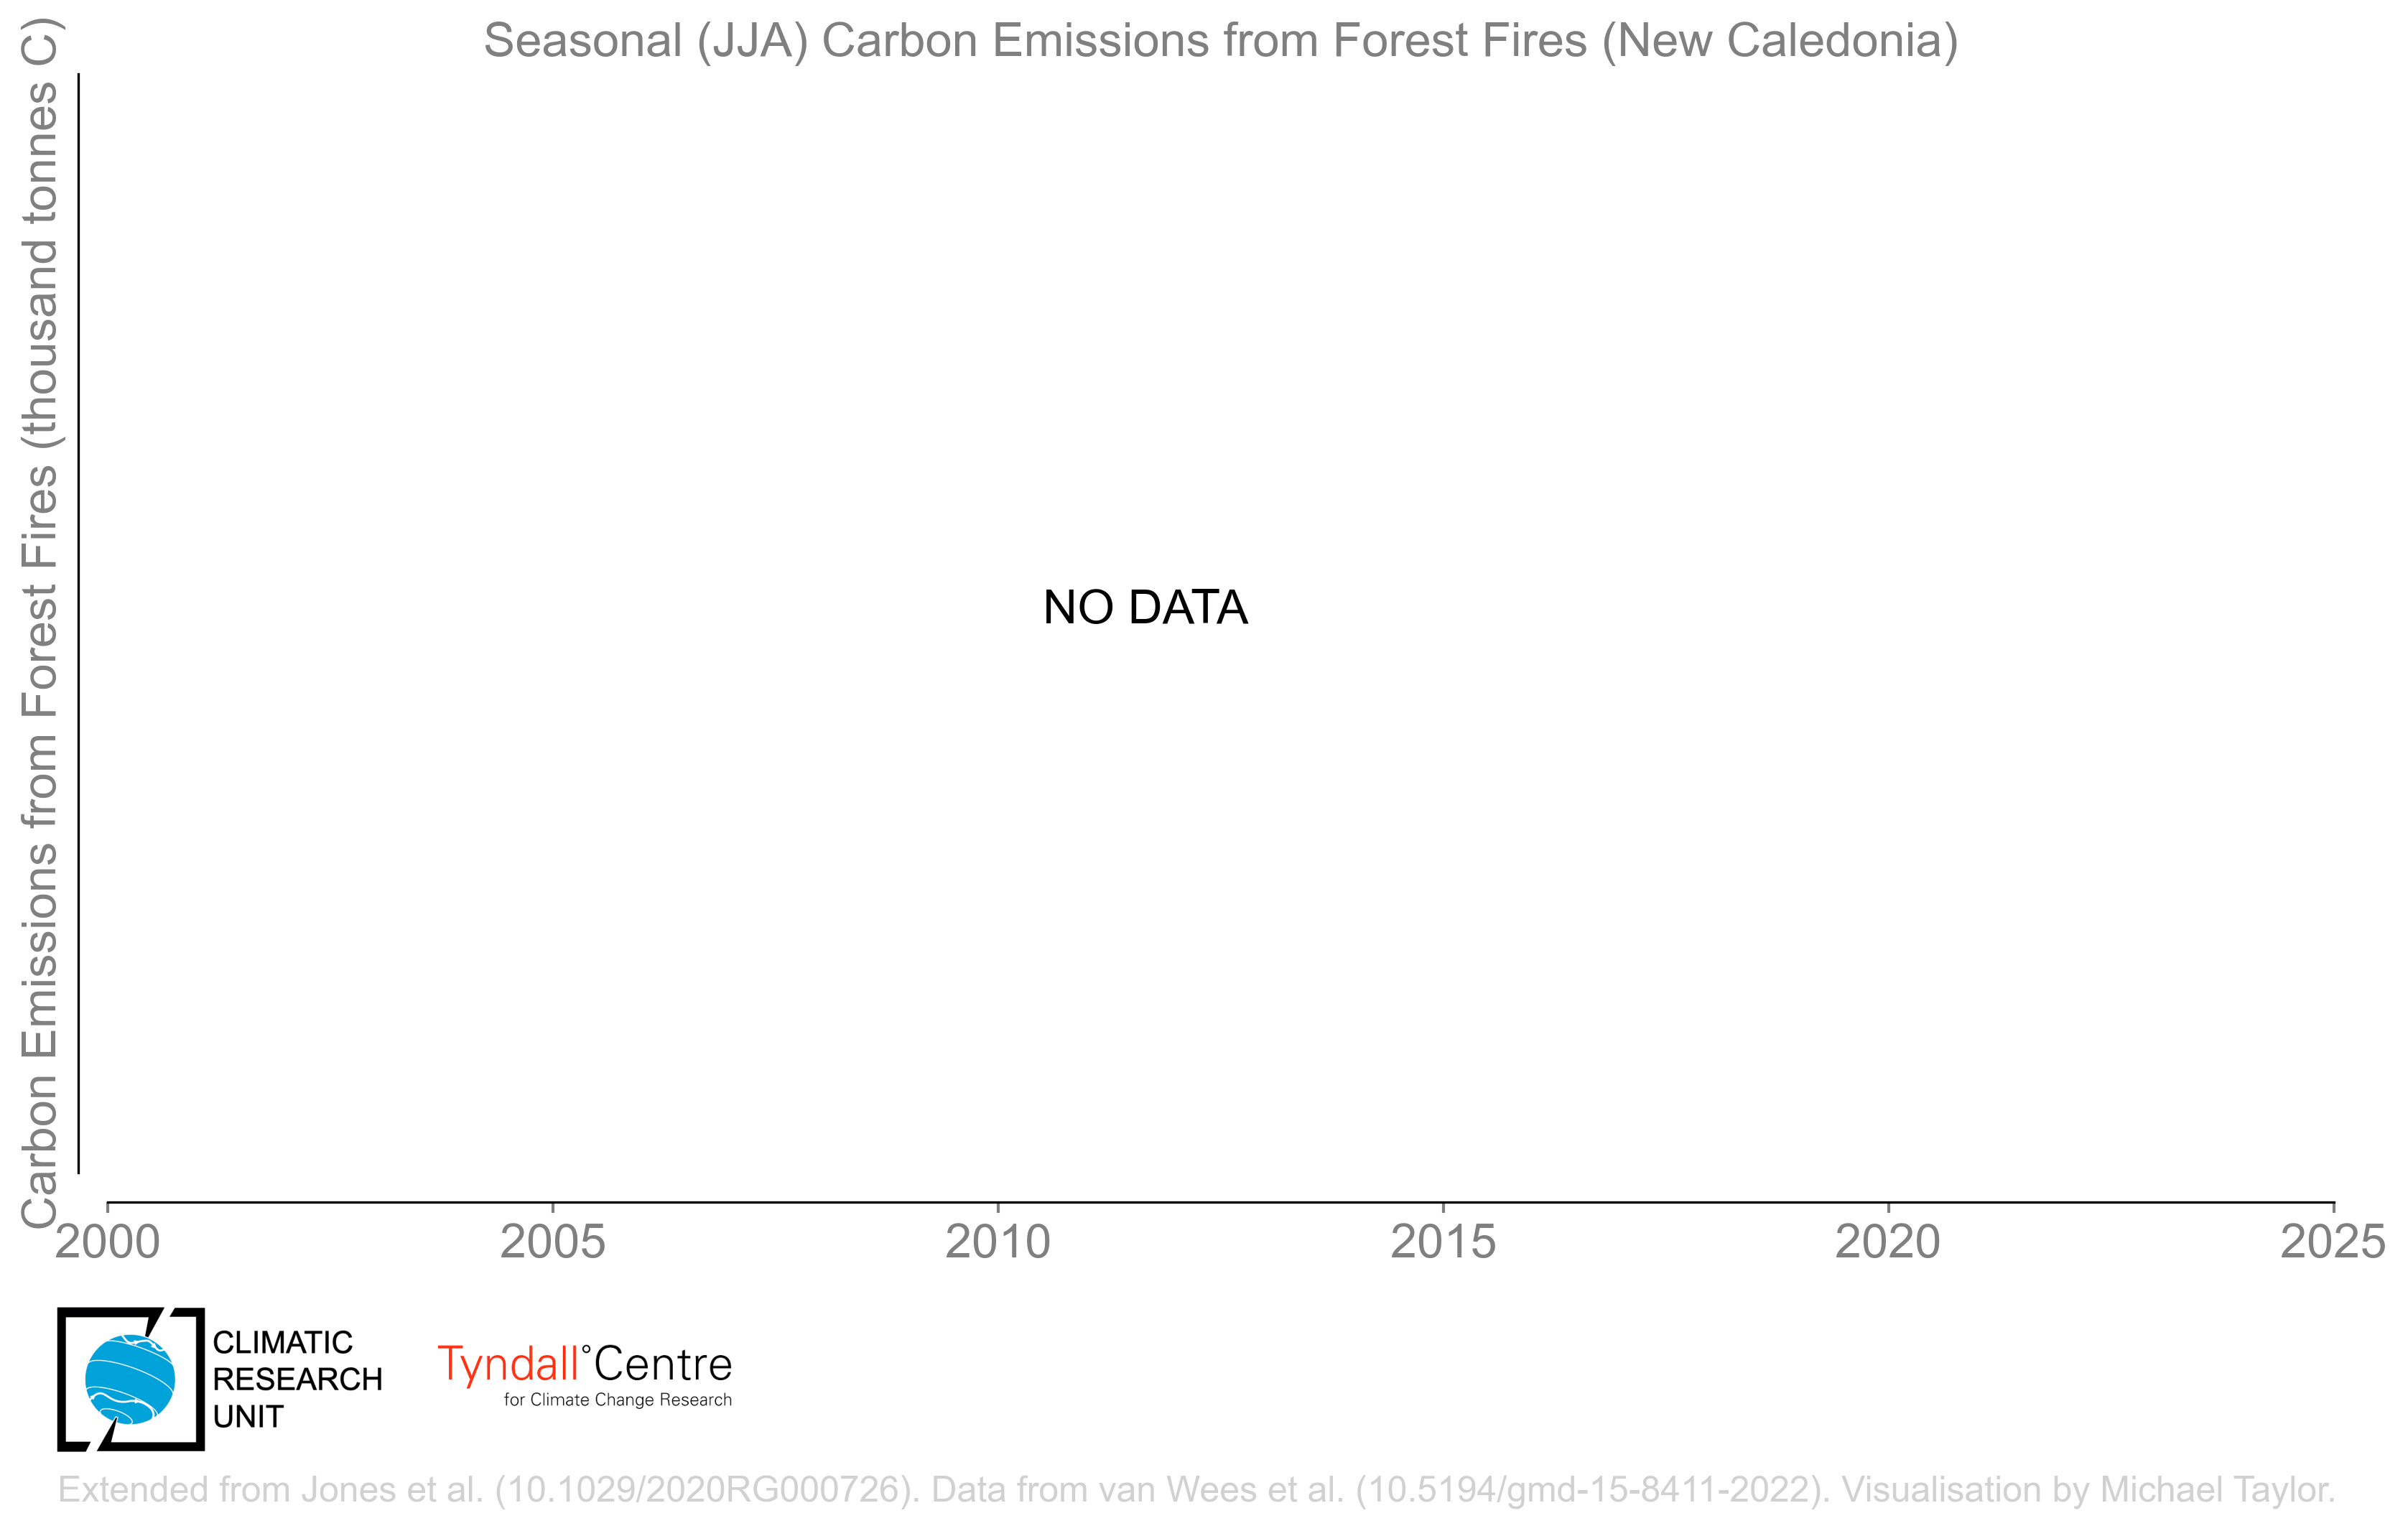 Seasonal (JJA) Carbon Emissions from Forest Fires (New Caledonia)
Carbon Emissions from Forest Fires (thousand tonnes C)
NO DATA
2000 2005 2010 2015 2020 2025
CLIMATIC
RESEARCH
UNIT
Tyndall°Centre
for Climate Change Research
Extended from Jones et al. (10.1029/2020RG000726). Data from van Wees et al. (10.5194/gmd-15-8411-2022). Visualisation by Michael Taylor.